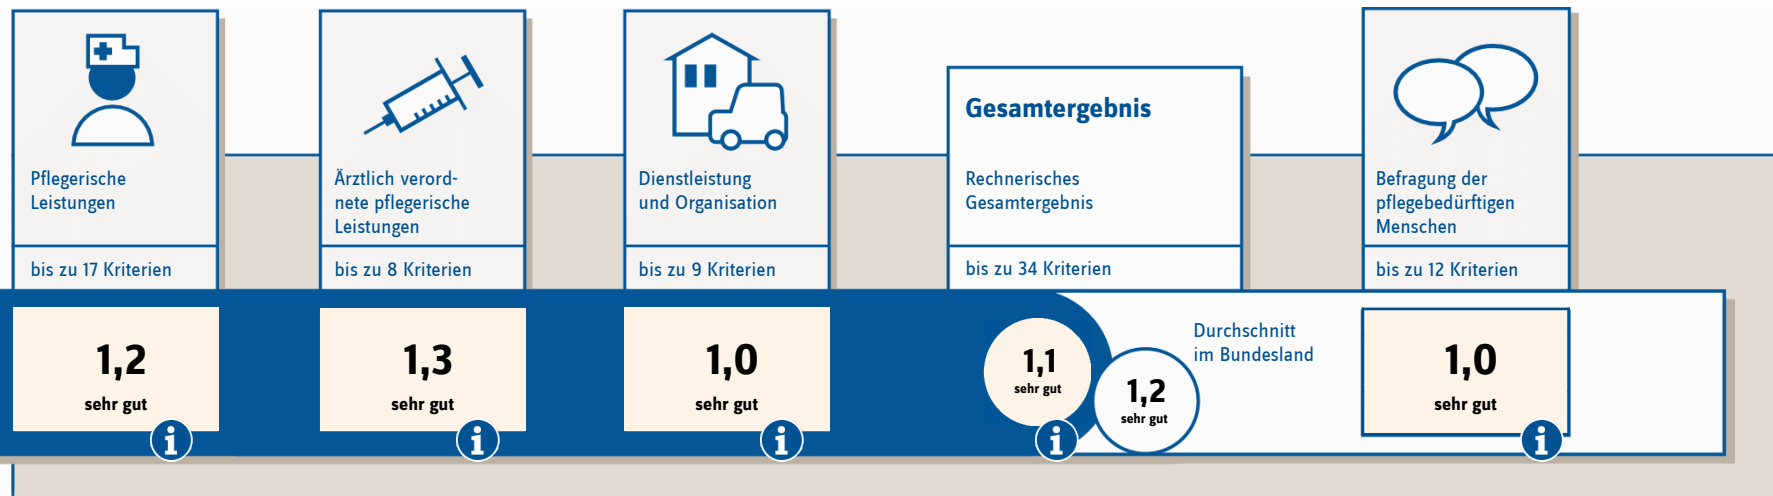 Pflegerische
Leistungen
bis zu 17 Kriterien
1,2
sehr gut
i
Ärztlich verord-
nete pflegerische
Leistungen
bis zu 8 Kriterien
1,3
sehr gut
i
Dienstleistung
und Organisation
bis zu 9 Kriterien
1,0
sehr gut
i
Gesamtergebnis
Rechnerisches
Gesamtergebnis
bis zu 34 Kriterien
1,1
sehr gut
i
1,2
sehr gut
Durchschnitt
im Bundesland
Befragung der
pflegebedürftigen
Menschen
bis zu 12 Kriterien
1,0
sehr gut
i